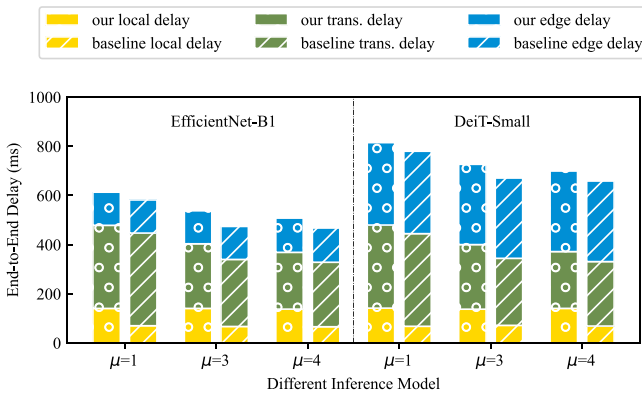 our local delay our trans. delay our edge delay
baseline local delay baseline trans. delay baseline edge delay
End-to-End Delay (ms)
1000
800
600
400
200
0
EfficientNet-B1 DeiT-Small
μ=1 μ=3 μ=4 μ=1 μ=3 μ=4
Different Inference Model